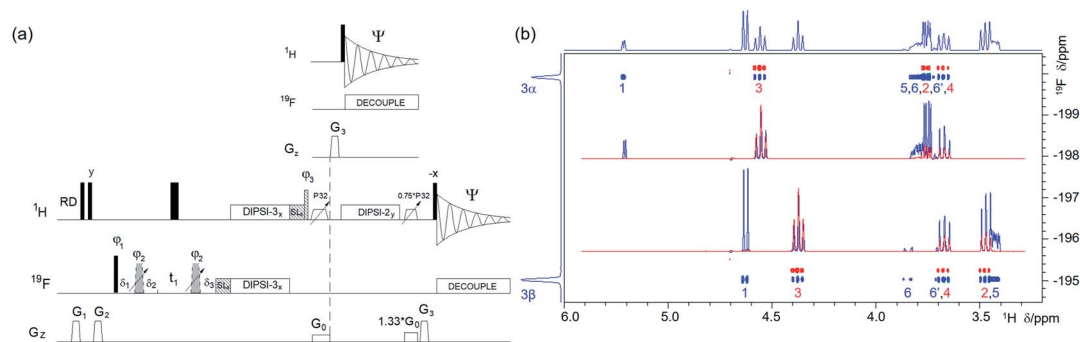 (a)
¹H
Ψ
¹⁹F
DECOUPLE
G_z
G₃
¹H
RD
y
DIPSI-3ₓ
SLₓ
φ₃
P32
DIPSI-2_y
0.75*P32
-x
Ψ
¹⁹F
φ₁
δ₁
φ₂
δ₂
t₁
φ₂
δ₃
SLₓ
DIPSI-3ₓ
DECOUPLE
G_z
G₁
G₂
G₀
1.33*G₀
G₃
(b)
3α
1
3
5,6,2,6',4
3β
1
3
6
6',4
2,5
¹⁹F δ/ppm
-199
-198
-197
-196
-195
6.0
5.0
4.5
4.0
3.5
¹H δ/ppm